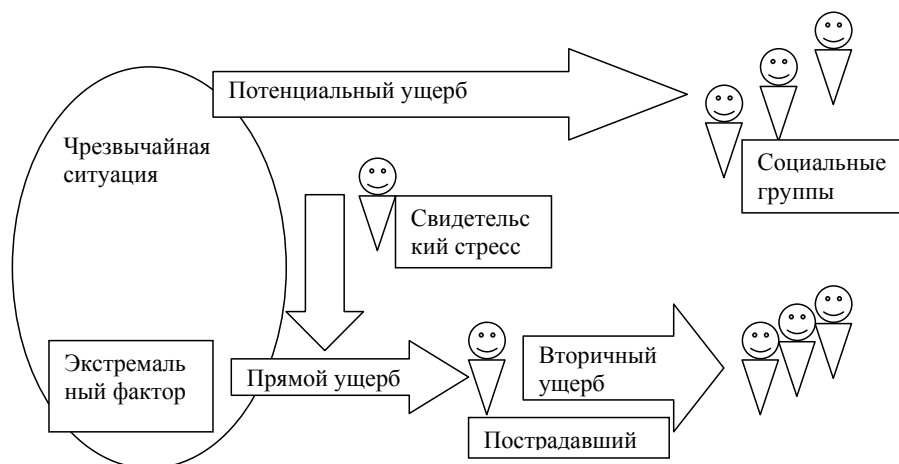 Потенциальный ущерб
Чрезвычайная
ситуация
Социальные
группы
Свидетельс
кий стресс
Экстремаль
ный фактор
Прямой ущерб
Вторичный
ущерб
Пострадавший